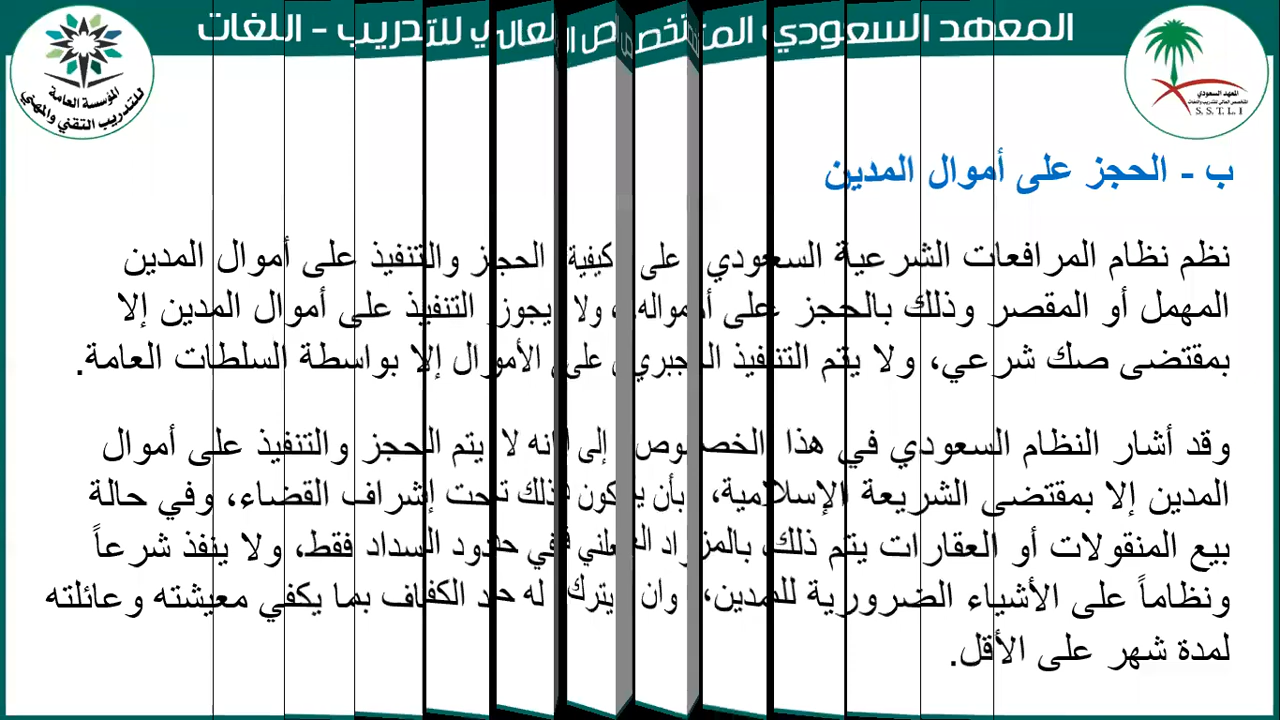 المعهد السعودي المتخصص العالي للتدريب - اللغات
المؤسسة العامة
للتدريب التقني والمهني
المعهد السعودي
المتخصص العالي للتدريب واللغات
S. S. T. L. I
ب - الحجز على أموال المدين
نظم نظام المرافعات الشرعية السعودي على كيفية الحجز والتنفيذ على أموال المدين
المهمل أو المقصر وذلك بالحجز على أمواله، ولا يجوز التنفيذ على أموال المدين إلا
بمقتضى صك شرعي، ولا يتم التنفيذ الجبري على الأموال إلا بواسطة السلطات العامة.
وقد أشار النظام السعودي في هذا الخصوص إلى انه لا يتم الحجز والتنفيذ على أموال
المدين إلا بمقتضى الشريعة الإسلامية، بأن يكون ذلك تحت إشراف القضاء، وفي حالة
بيع المنقولات أو العقارات يتم ذلك بالمزاد العلني في حدود السداد فقط، ولا ينفذ شرعاً
ونظاماً على الأشياء الضرورية للمدين، وان يترك له حد الكفاف بما يكفي معيشته وعائلته
لمدة شهر على الأقل.